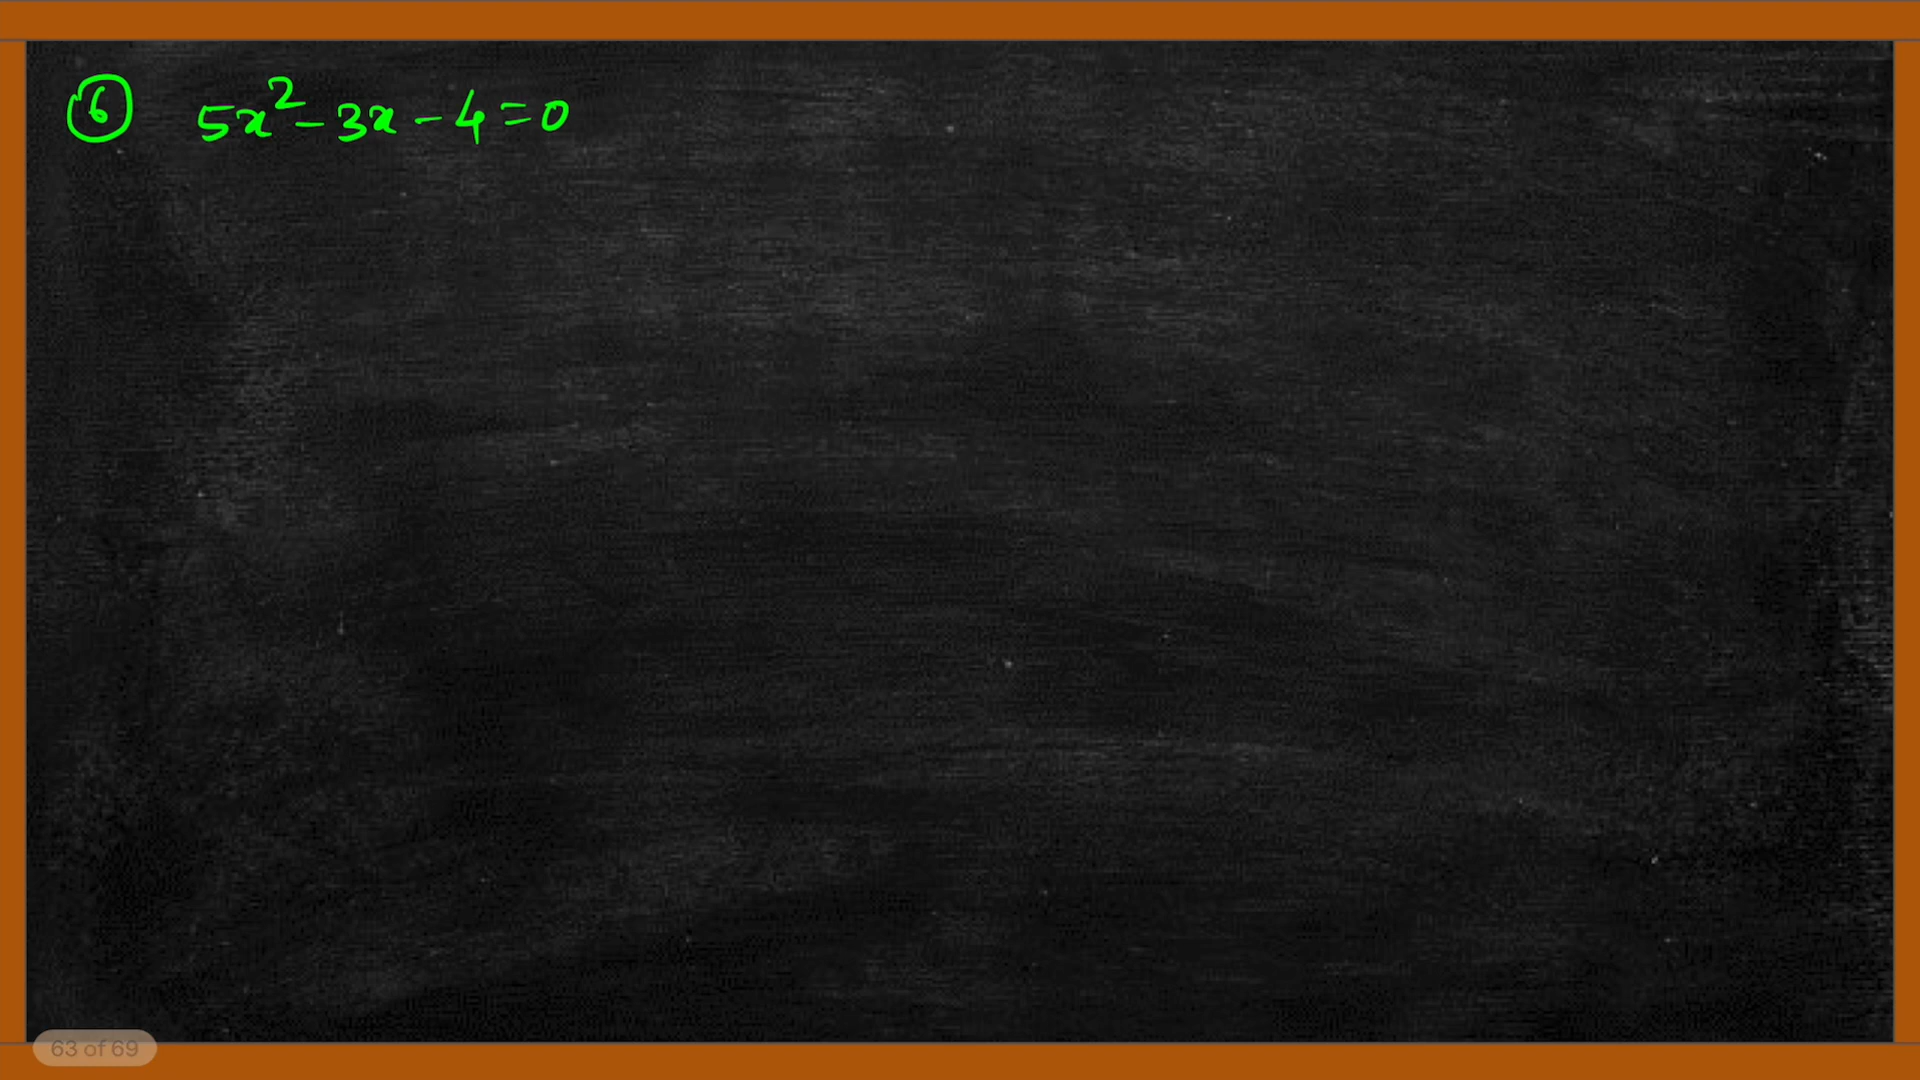 ⑥ 5x² - 3x - 4 = 0
63 of 69